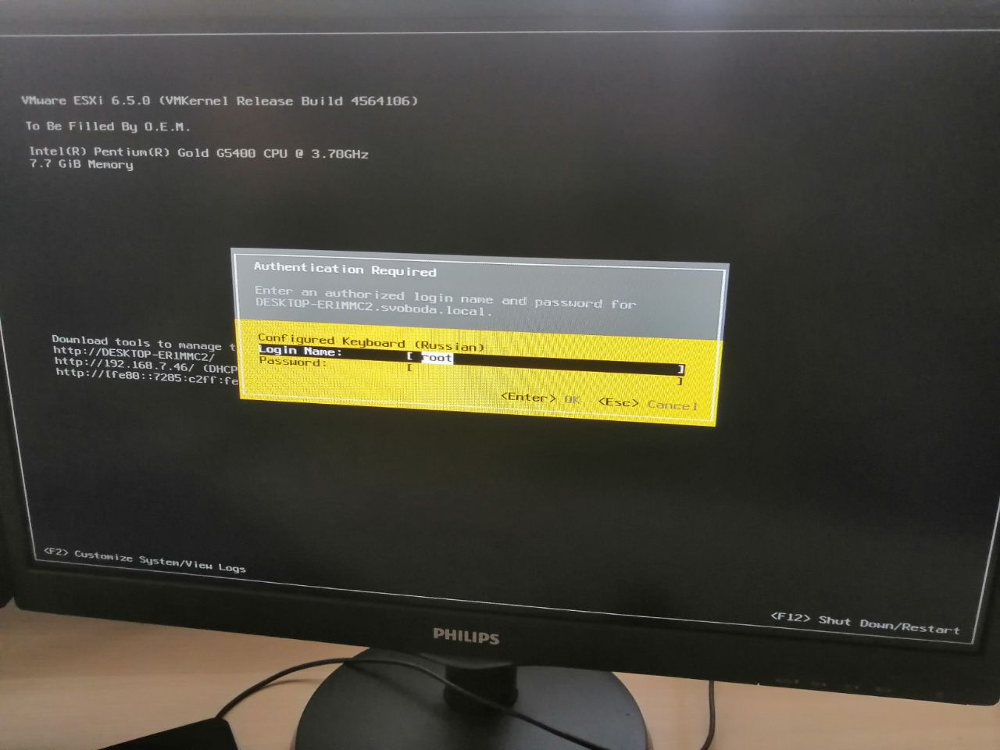 VMware ESXi 6.5.0 (VMKernel Release Build 4564106)
To Be Filled By O.E.M.
Intel(R) Pentium(R) Gold G5400 CPU @ 3.70GHz
7.7 GiB Memory
Authentication Required
Enter an authorized login name and password for
DESKTOP-ER1MMC2.svoboda.local.
Configured Keyboard (Russian)
Login Name: [ root ]
Password: [ ]
<Enter> OK <Esc> Cancel
Download tools to manage t
http://DESKTOP-ER1MMC2/
http://192.168.7.46/ (DHCP
http://[fe80::7285:c2ff:fe
<F2> Customize System/View Logs
<F12> Shut Down/Restart
PHILIPS